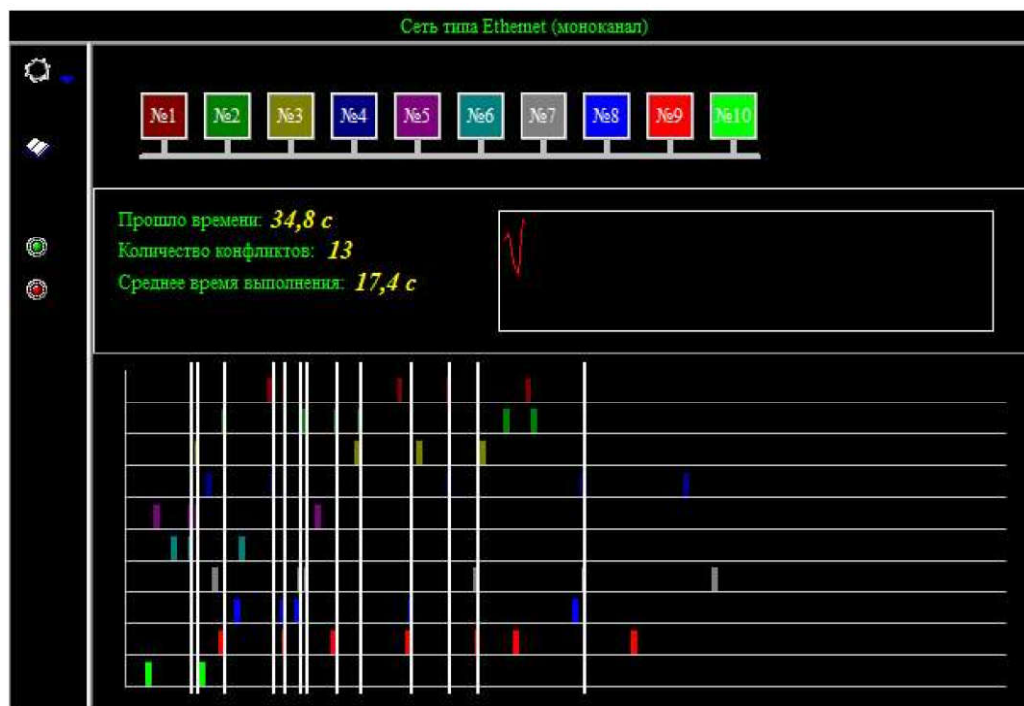 Сеть типа Ethernet (моноканал)
№1 №2 №3 №4 №5 №6 №7 №8 №9 №10
Прошло времени: 34,8 с
Количество конфликтов: 13
Среднее время выполнения: 17,4 с